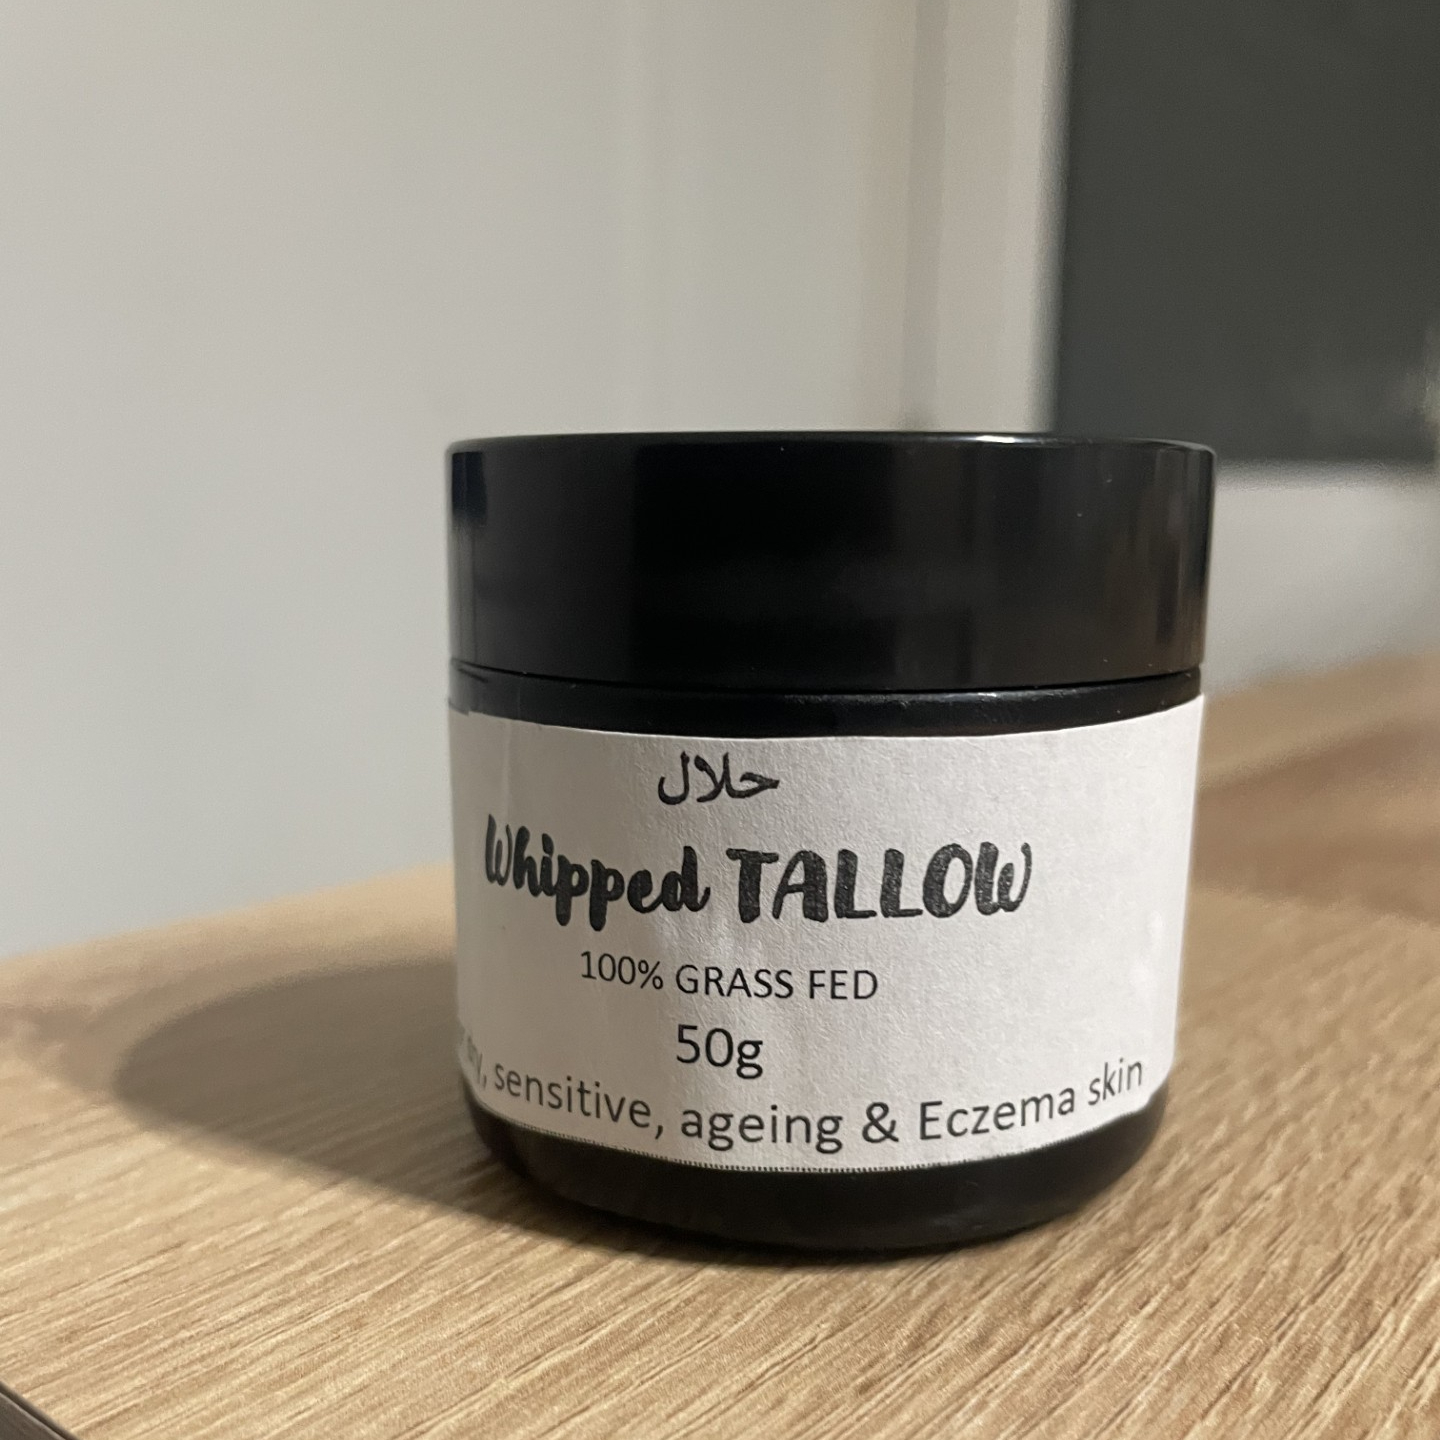 حلال
Whipped TALLOW
100% GRASS FED
50g
sensitive, ageing & Eczema skin